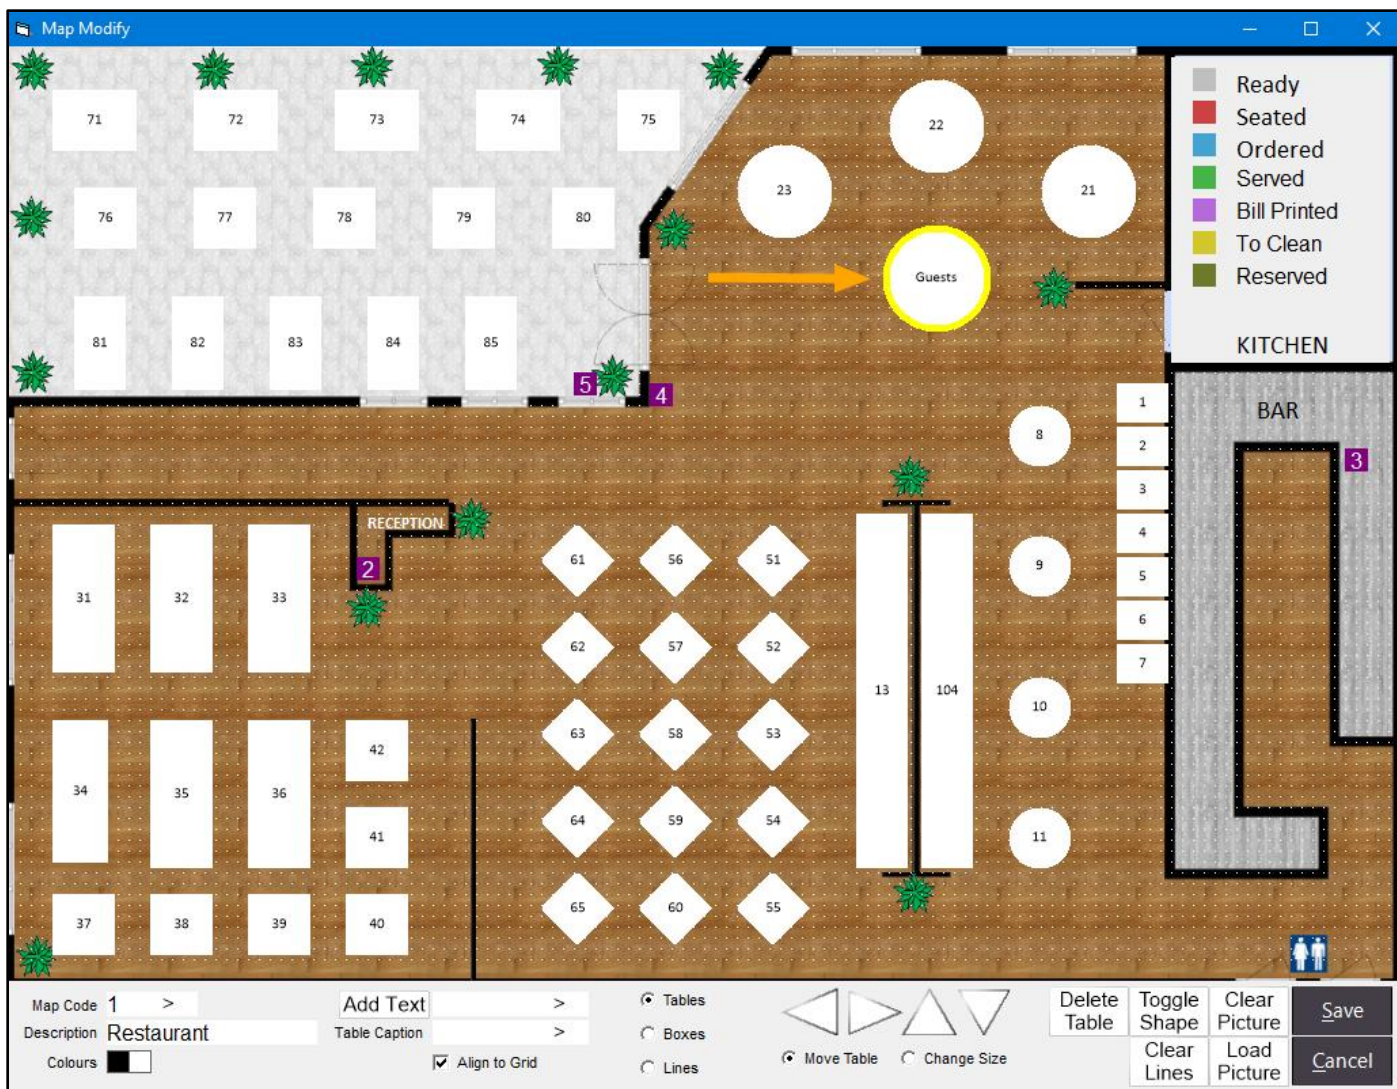 Map Modify
71
72
73
74
75
76
77
78
79
80
81
82
83
84
85
5
4
22
23
21
Guests
Ready
Seated
Ordered
Served
Bill Printed
To Clean
Reserved
KITCHEN
BAR
3
1
2
3
4
5
6
7
8
9
10
11
RECEPTION
2
31
32
33
34
35
36
42
41
37
38
39
40
61
56
51
62
57
52
63
58
53
64
59
54
65
60
55
13
104
Map Code 1 >
Description Restaurant
Colours
Add Text >
Table Caption >
Align to Grid
Tables
Boxes
Lines
Move Table
Change Size
Delete Table
Toggle Shape
Clear Picture
Clear Lines
Load Picture
Save
Cancel